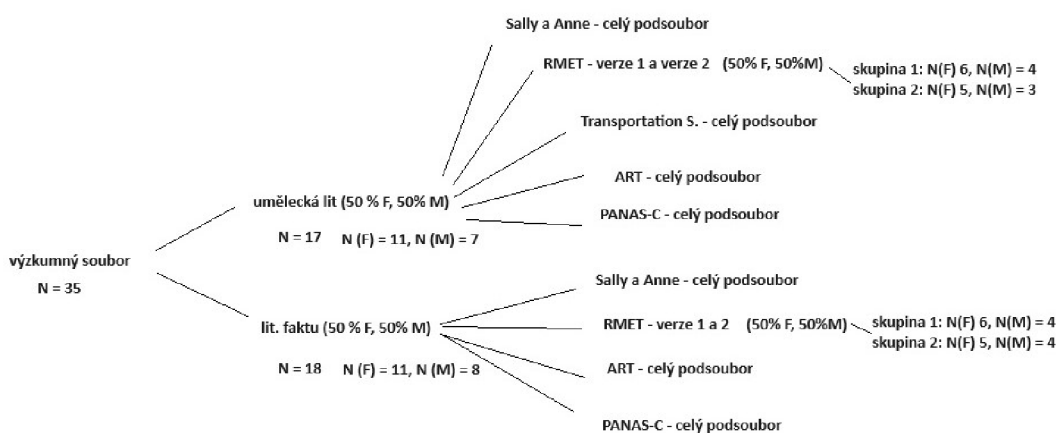 Sally a Anne - celý podsoubor
RMET - verze 1 a verze 2 (50% F, 50%M)
skupina 1: N(F) 6, N(M) = 4
skupina 2: N(F) 5, N(M) = 3
Transportation S. - celý podsoubor
ART - celý podsoubor
umělecká lit (50 % F, 50% M)
PANAS-C - celý podsoubor
N = 17 N (F) = 11, N (M) = 7
výzkumný soubor
N = 35
Sally a Anne - celý podsoubor
lit. faktu (50 % F, 50% M)
RMET - verze 1 a 2 (50% F, 50%M)
skupina 1: N(F) 6, N(M) = 4
skupina 2: N(F) 5, N(M) = 4
N = 18 N (F) = 11, N (M) = 8
ART - celý podsoubor
PANAS-C - celý podsoubor